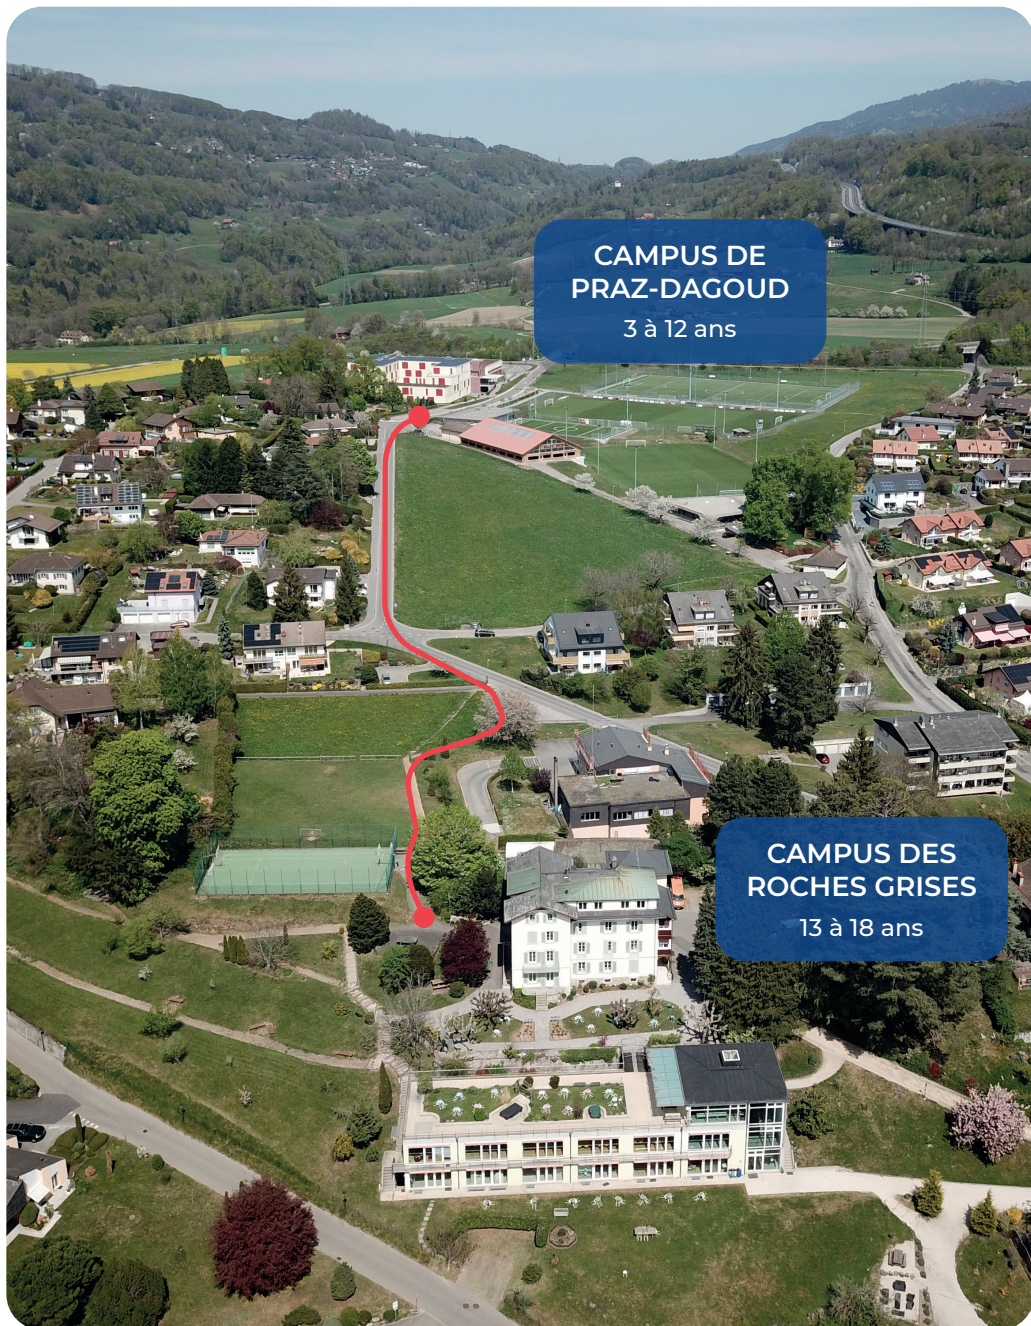 CAMPUS DE
PRAZ-DAGOUD
3 à 12 ans
CAMPUS DES
ROCHES GRISES
13 à 18 ans